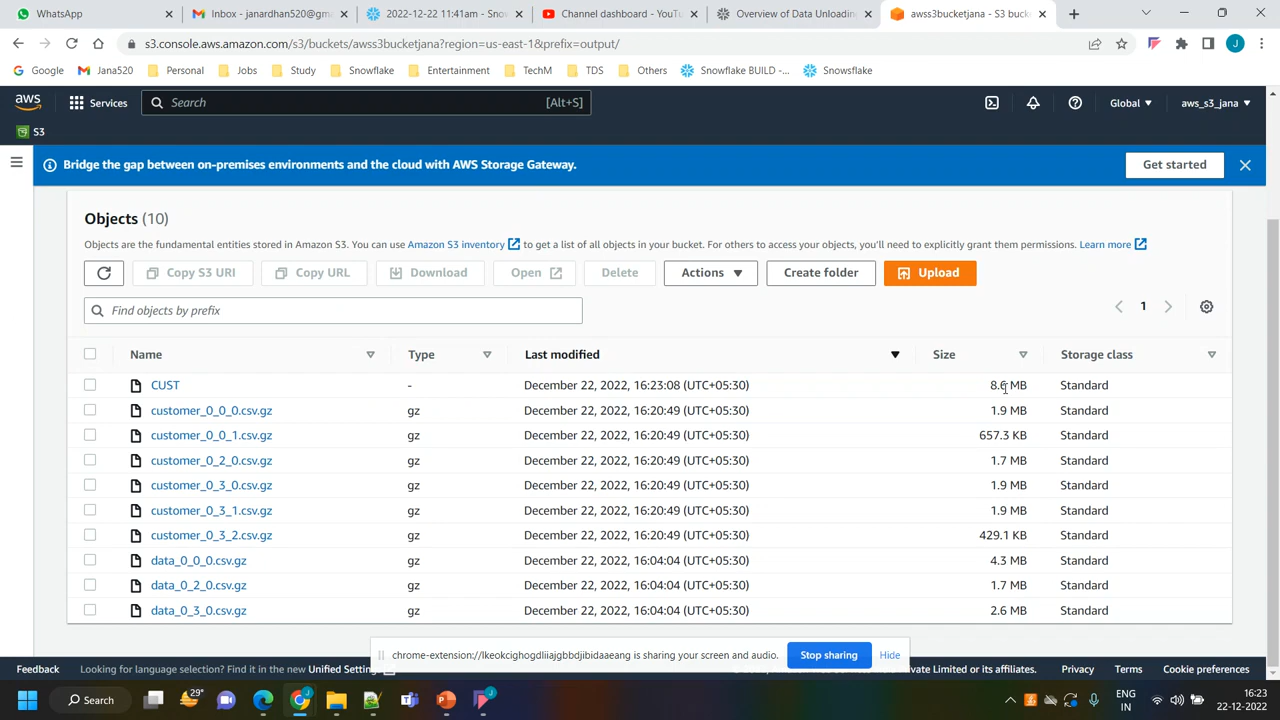 WhatsApp
Inbox - janardhan520@gm
2022-12-22 11:41am - Snow
Channel dashboard - YouTu
Overview of Data Unloading
awss3bucketjana - S3 buck
s3.console.aws.amazon.com/s3/buckets/awss3bucketjana?region=us-east-1&prefix=output/
J
Google
Jana520
Personal
Jobs
Study
Snowflake
Entertainment
TechM
TDS
Others
Snowflake BUILD -...
Snowsflake
aws
Services
Search
[Alt+S]
Global
aws_s3_jana
S3
Bridge the gap between on-premises environments and the cloud with AWS Storage Gateway.
Get started
Objects (10)
Objects are the fundamental entities stored in Amazon S3. You can use Amazon S3 inventory to get a list of all objects in your bucket. For others to access your objects, you'll need to explicitly grant them permissions. Learn more
Copy S3 URI
Copy URL
Download
Open
Delete
Actions
Create folder
Upload
Find objects by prefix
1
Name Type Last modified Size Storage class
CUST - December 22, 2022, 16:23:08 (UTC+05:30) 8.6 MB Standard
customer_0_0_0.csv.gz gz December 22, 2022, 16:20:49 (UTC+05:30) 1.9 MB Standard
customer_0_0_1.csv.gz gz December 22, 2022, 16:20:49 (UTC+05:30) 657.3 KB Standard
customer_0_2_0.csv.gz gz December 22, 2022, 16:20:49 (UTC+05:30) 1.7 MB Standard
customer_0_3_0.csv.gz gz December 22, 2022, 16:20:49 (UTC+05:30) 1.9 MB Standard
customer_0_3_1.csv.gz gz December 22, 2022, 16:20:49 (UTC+05:30) 1.9 MB Standard
customer_0_3_2.csv.gz gz December 22, 2022, 16:20:49 (UTC+05:30) 429.1 KB Standard
data_0_0_0.csv.gz gz December 22, 2022, 16:04:04 (UTC+05:30) 4.3 MB Standard
data_0_2_0.csv.gz gz December 22, 2022, 16:04:04 (UTC+05:30) 1.7 MB Standard
data_0_3_0.csv.gz gz December 22, 2022, 16:04:04 (UTC+05:30) 2.6 MB Standard
chrome-extension://lkeokcighogdliiajgbbdjibidaaeang is sharing your screen and audio.
Stop sharing
Hide
Feedback
Looking for language selection? Find it in the new Unified Setting
Private Limited or its affiliates.
Privacy
Terms
Cookie preferences
Search
29°
ENG
IN
16:23
22-12-2022